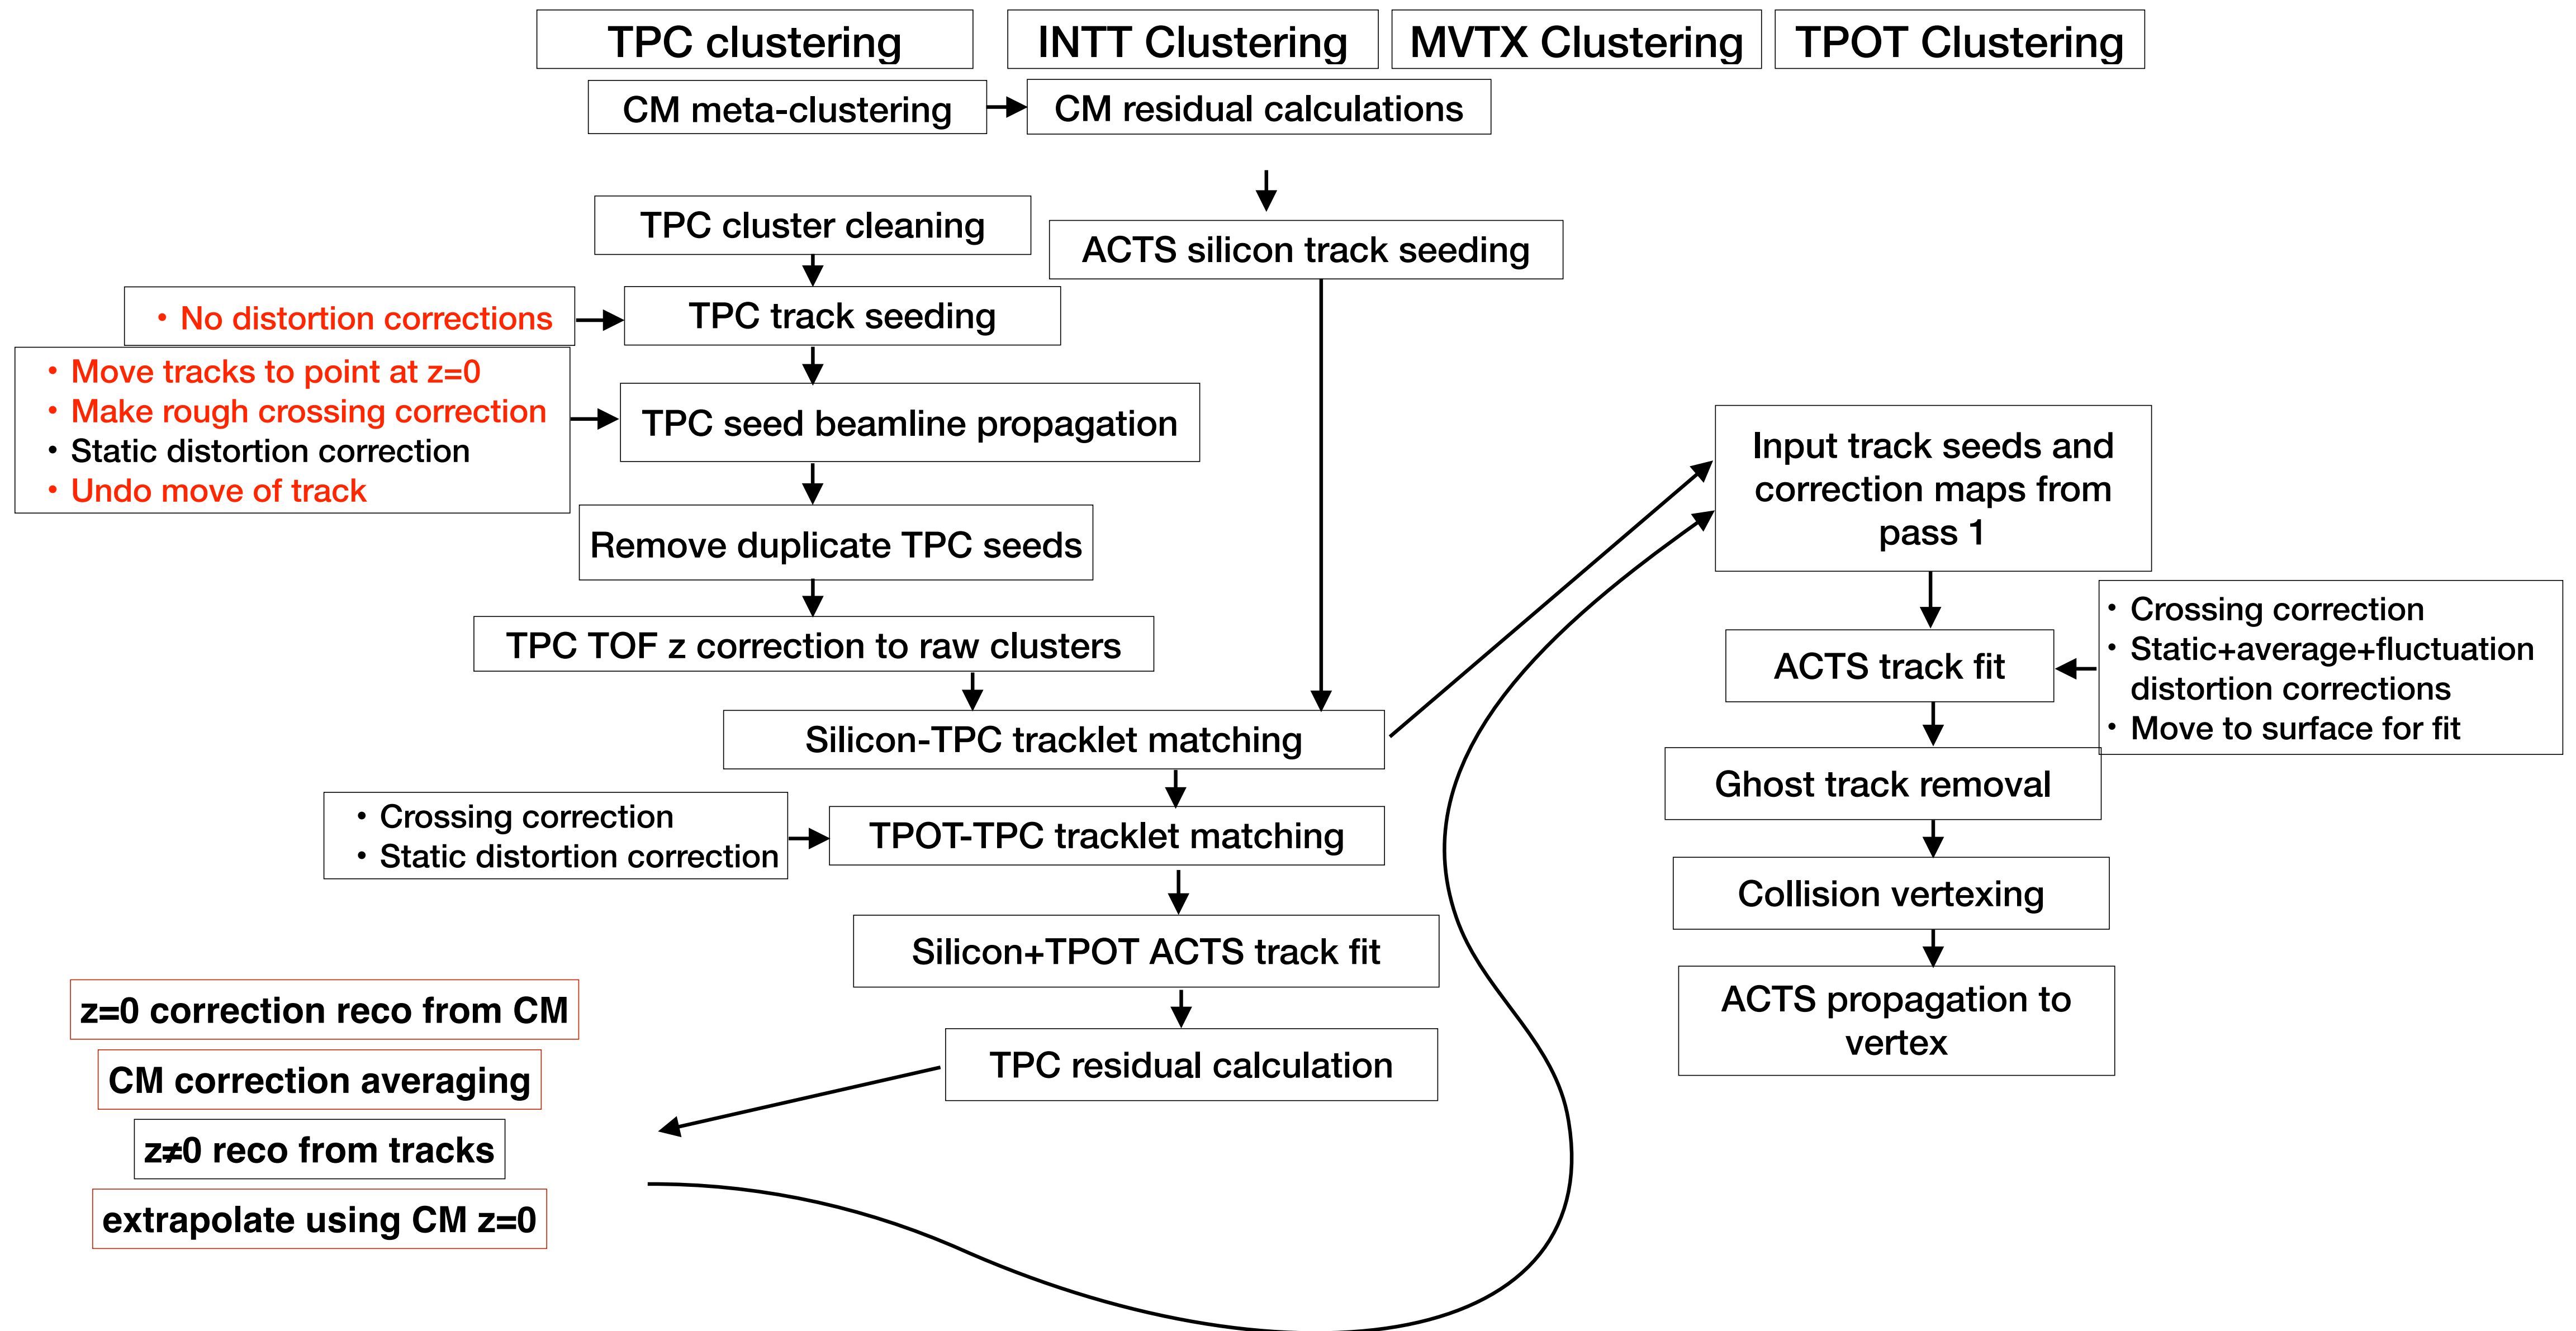 TPC clustering
INTT Clustering
MVTX Clustering
TPOT Clustering
CM meta-clustering
CM residual calculations
TPC cluster cleaning
ACTS silicon track seeding
• No distortion corrections
TPC track seeding
• Move tracks to point at z=0
• Make rough crossing correction
• Static distortion correction
• Undo move of track
TPC seed beamline propagation
Remove duplicate TPC seeds
TPC TOF z correction to raw clusters
Silicon-TPC tracklet matching
• Crossing correction
• Static distortion correction
TPOT-TPC tracklet matching
Silicon+TPOT ACTS track fit
TPC residual calculation
z=0 correction reco from CM
CM correction averaging
z≠0 reco from tracks
extrapolate using CM z=0
Input track seeds and
correction maps from
pass 1
• Crossing correction
• Static+average+fluctuation
distortion corrections
• Move to surface for fit
ACTS track fit
Ghost track removal
Collision vertexing
ACTS propagation to
vertex